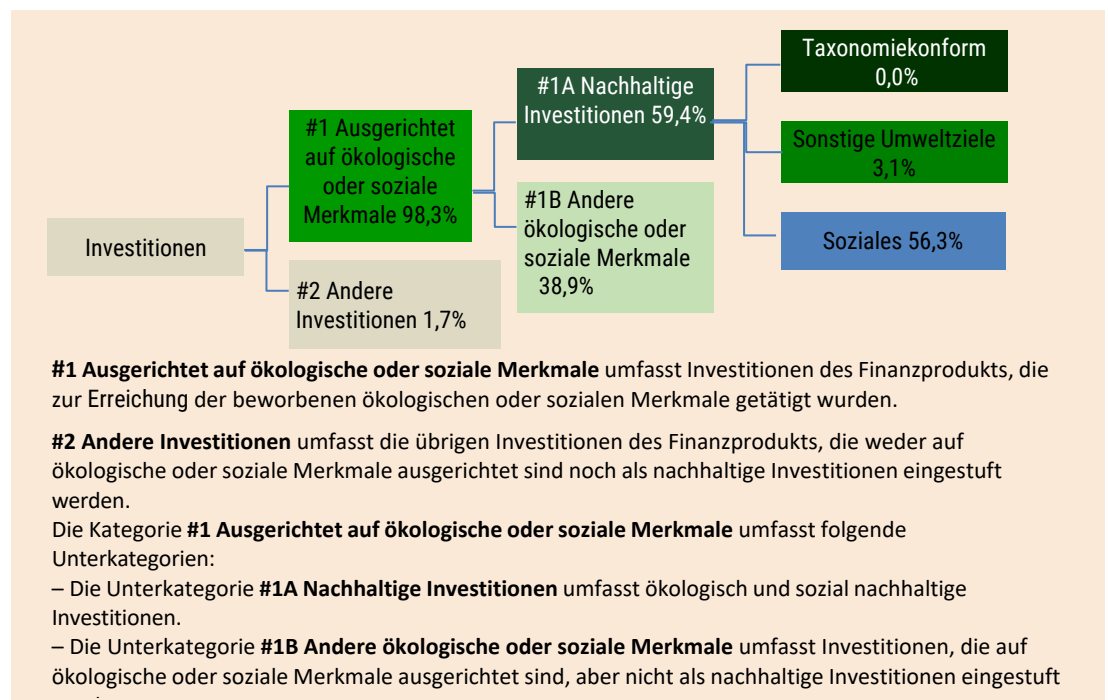 Taxonomiekonform
0,0%
#1A Nachhaltige
Investitionen 59,4%
#1 Ausgerichtet
auf ökologische
oder soziale
Merkmale 98,3%
Sonstige Umweltziele
3,1%
#1B Andere
ökologische oder
soziale Merkmale
38,9%
Soziales 56,3%
Investitionen
#2 Andere
Investitionen 1,7%
#1 Ausgerichtet auf ökologische oder soziale Merkmale umfasst Investitionen des Finanzprodukts, die
zur Erreichung der beworbenen ökologischen oder sozialen Merkmale getätigt wurden.
#2 Andere Investitionen umfasst die übrigen Investitionen des Finanzprodukts, die weder auf
ökologische oder soziale Merkmale ausgerichtet sind noch als nachhaltige Investitionen eingestuft
werden.
Die Kategorie #1 Ausgerichtet auf ökologische oder soziale Merkmale umfasst folgende
Unterkategorien:
– Die Unterkategorie #1A Nachhaltige Investitionen umfasst ökologisch und sozial nachhaltige
Investitionen.
– Die Unterkategorie #1B Andere ökologische oder soziale Merkmale umfasst Investitionen, die auf
ökologische oder soziale Merkmale ausgerichtet sind, aber nicht als nachhaltige Investitionen eingestuft